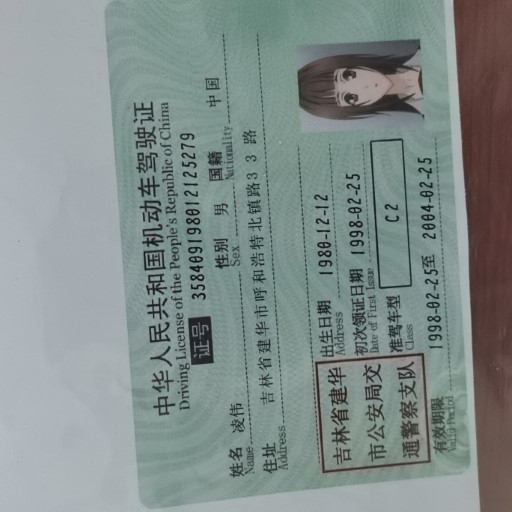 中华人民共和国机动车驾驶证
Driving License of the People's Republic of China
证号 358409198012125279
姓名 凌伟 性别 男 国籍 中国
Name Sex Nationality
住址 吉林省建华市呼和浩特北镇路33路
Address
出生日期 1980-12-12
Address
初次领证日期 1998-02-25
Date of First Issue
准驾车型 C2
Class
吉林省建华
市公安局交
通警察支队
有效期限 1998-02-25至 2004-02-25
Valid Period